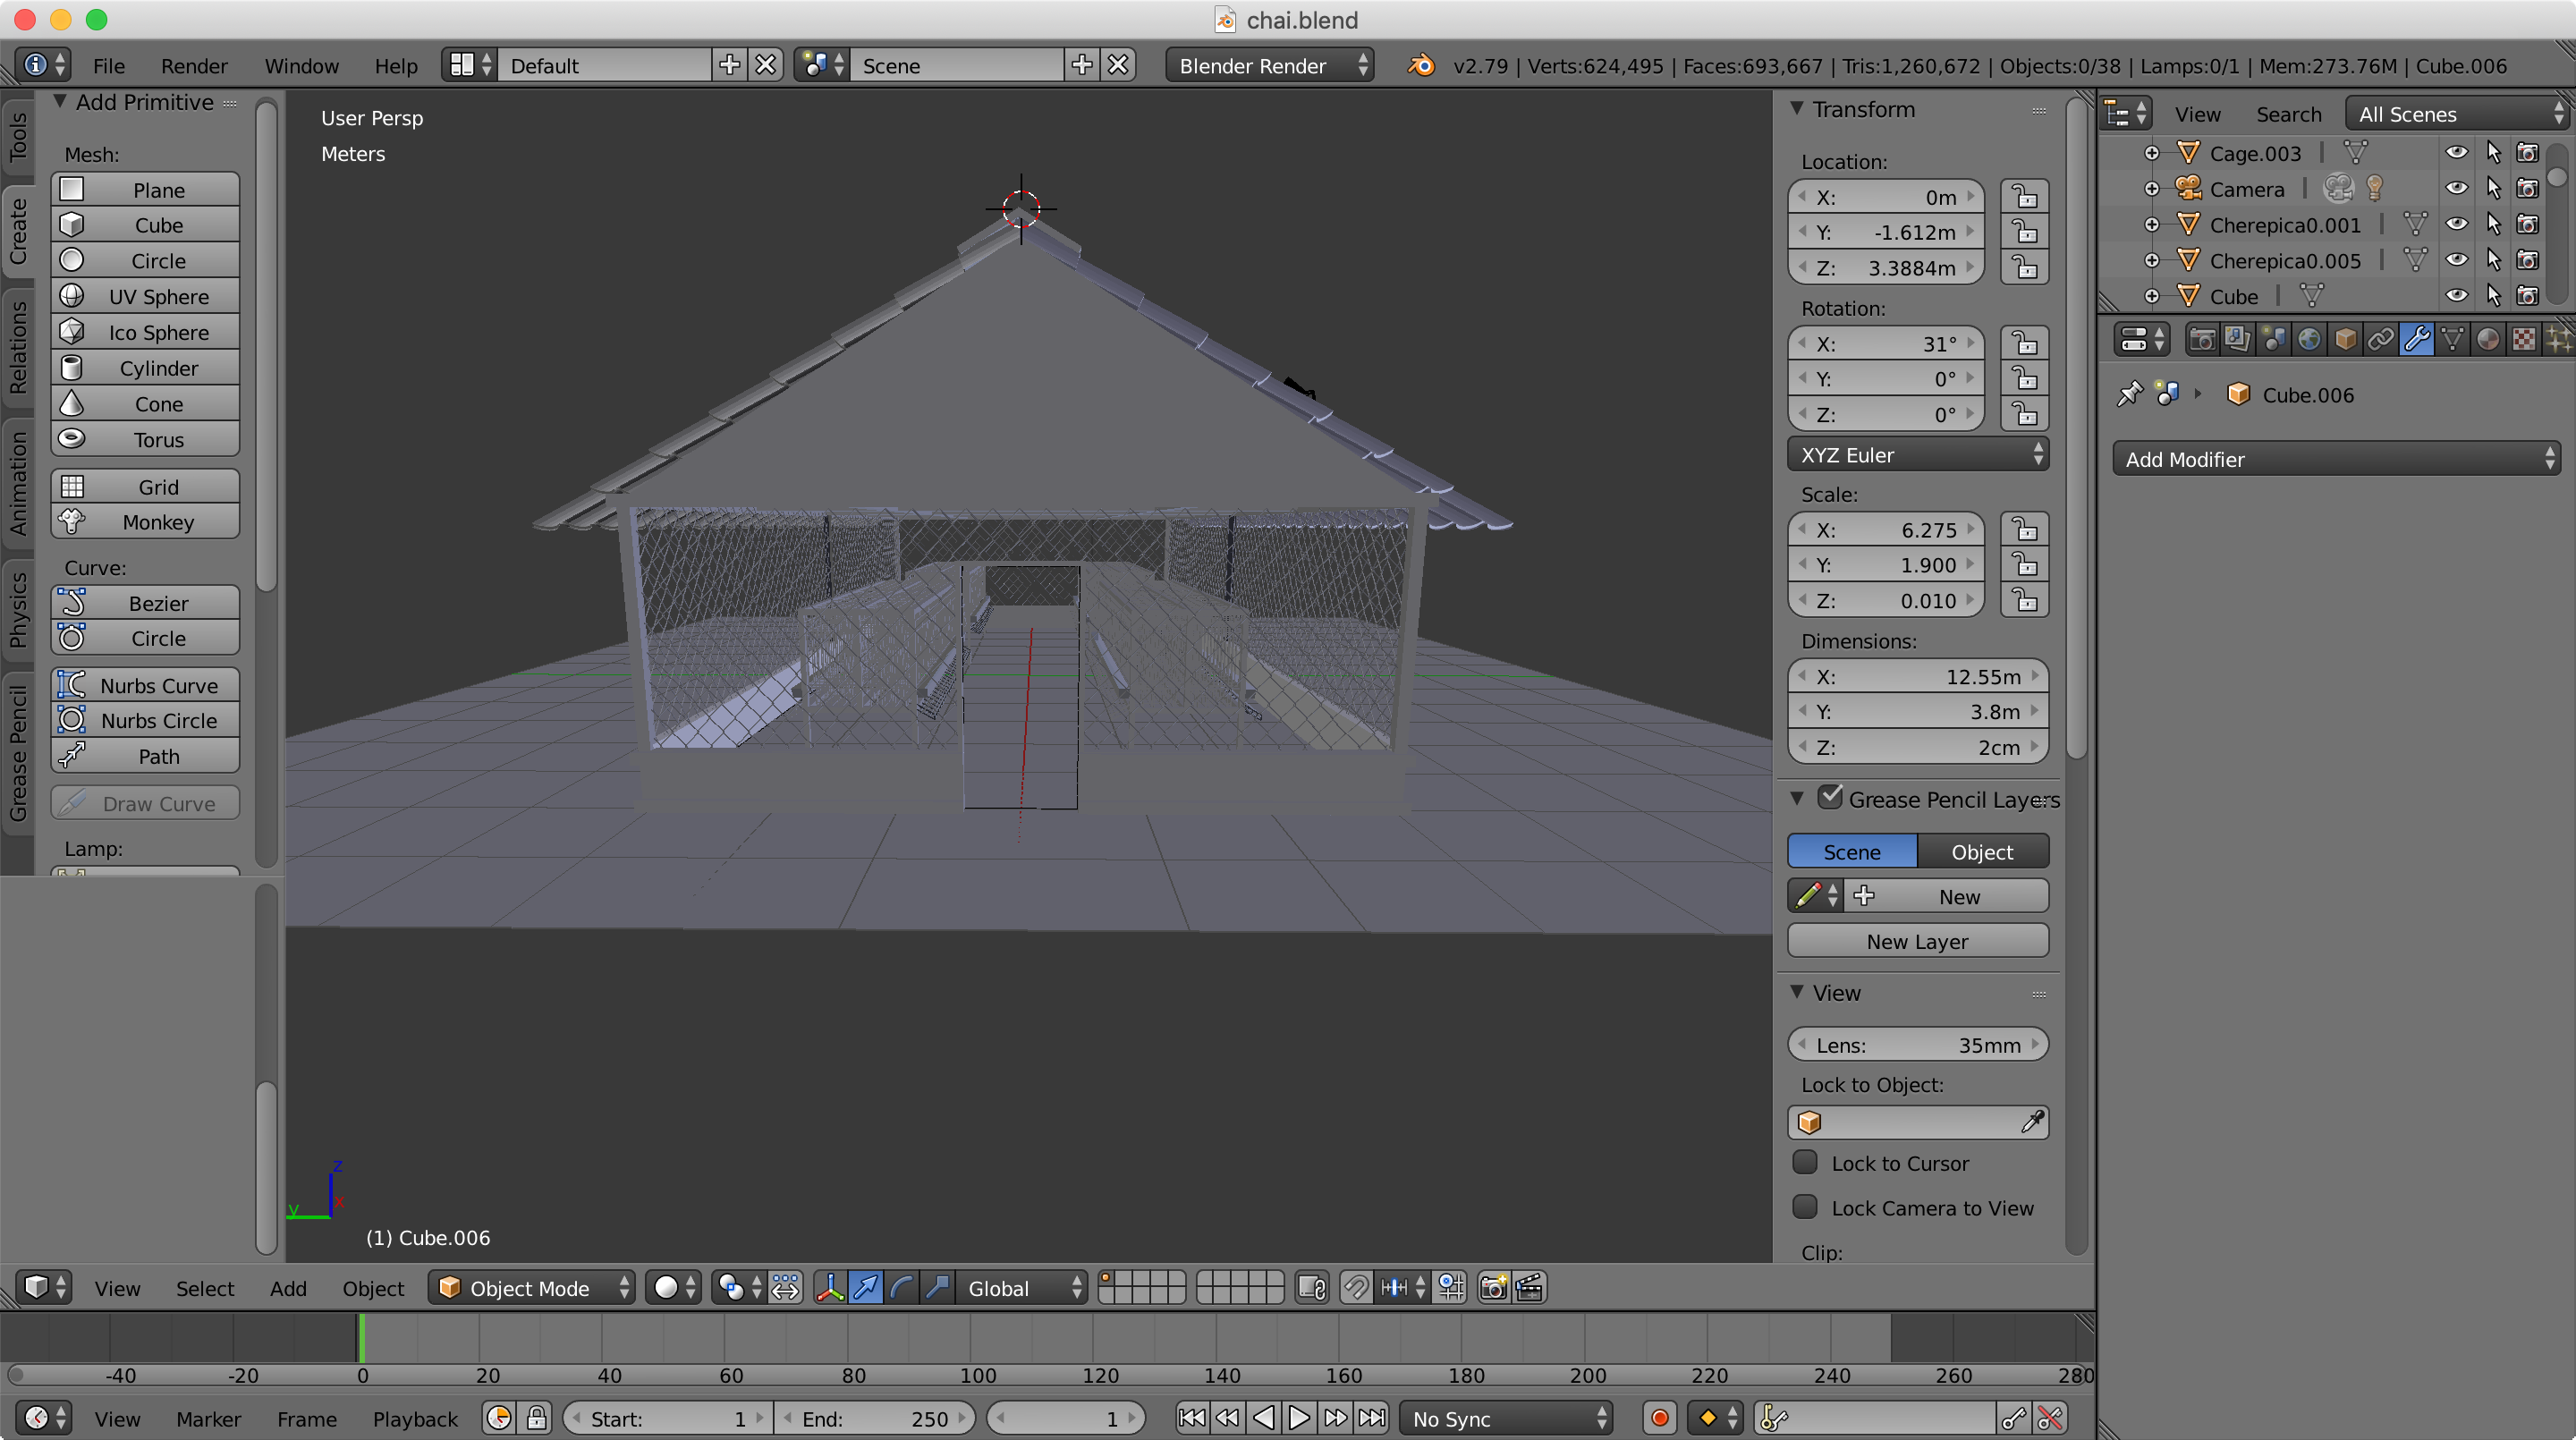 chai.blend
File Render Window Help Default Scene Blender Render v2.79 | Verts:624,495 | Faces:693,667 | Tris:1,260,672 | Objects:0/38 | Lamps:0/1 | Mem:273.76M | Cube.006
Tools
Create
Relations
Animation
Physics
Grease Pencil
Add Primitive
Mesh:
Plane
Cube
Circle
UV Sphere
Ico Sphere
Cylinder
Cone
Torus
Grid
Monkey
Curve:
Bezier
Circle
Nurbs Curve
Nurbs Circle
Path
Draw Curve
Lamp:
User Persp
Meters
z
x
y
(1) Cube.006
Transform
Location:
X: 0m
Y: -1.612m
Z: 3.3884m
Rotation:
X: 31°
Y: 0°
Z: 0°
XYZ Euler
Scale:
X: 6.275
Y: 1.900
Z: 0.010
Dimensions:
X: 12.55m
Y: 3.8m
Z: 2cm
Grease Pencil Layers
Scene Object
New
New Layer
View
Lens: 35mm
Lock to Object:
Lock to Cursor
Lock Camera to View
Clip:
View Search All Scenes
Cage.003
Camera
Cherepica0.001
Cherepica0.005
Cube
Cube.006
Add Modifier
View Select Add Object Object Mode Global
-40 -20 0 20 40 60 80 100 120 140 160 180 200 220 240 260 280
View Marker Frame Playback Start: 1 End: 250 1 No Sync